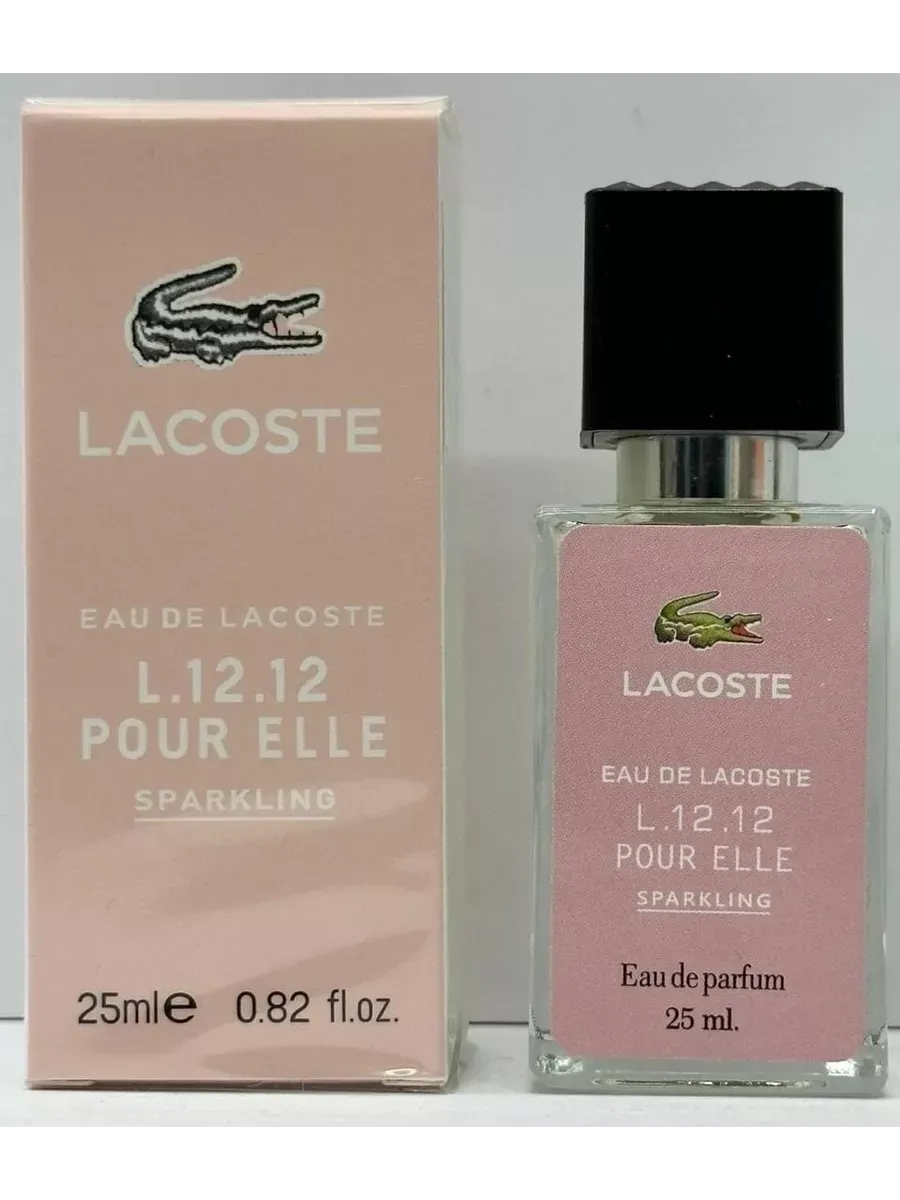 LACOSTE
EAU DE LACOSTE
L.12.12
POUR ELLE
SPARKLING
25ml e 0.82 fl.oz.
LACOSTE
EAU DE LACOSTE
L.12.12
POUR ELLE
SPARKLING
Eau de parfum
25 ml.